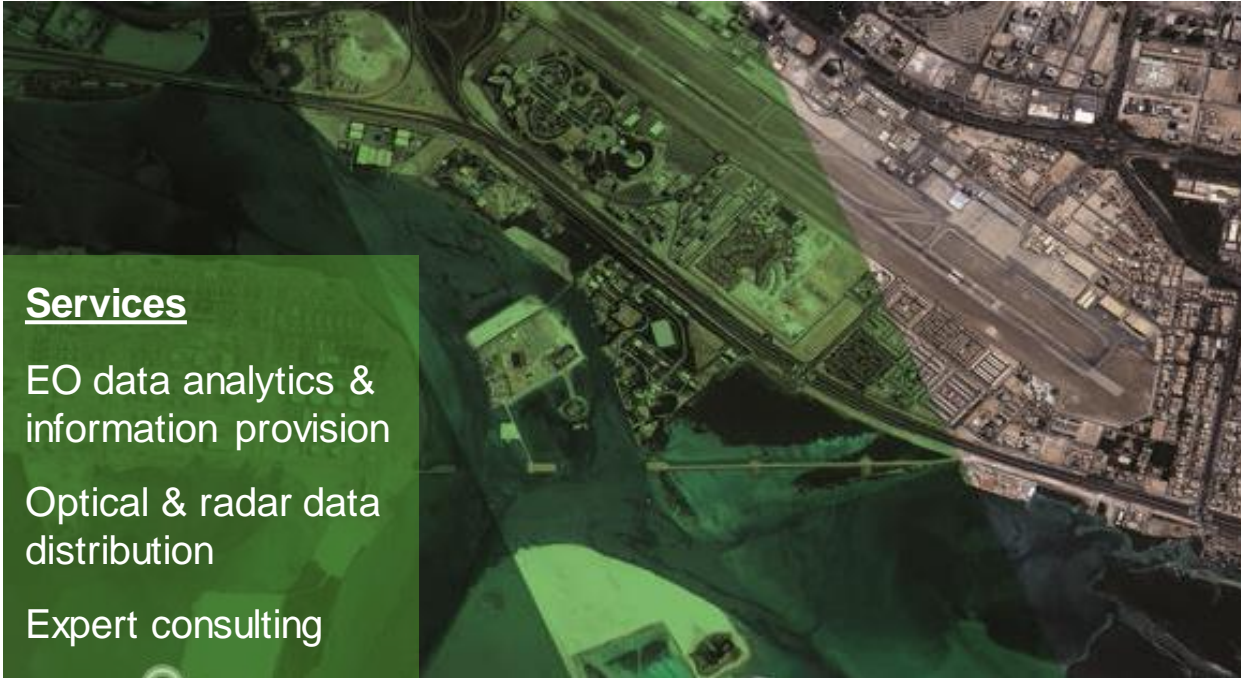 Services
EO data analytics &
information provision
Optical & radar data
distribution
Expert consulting